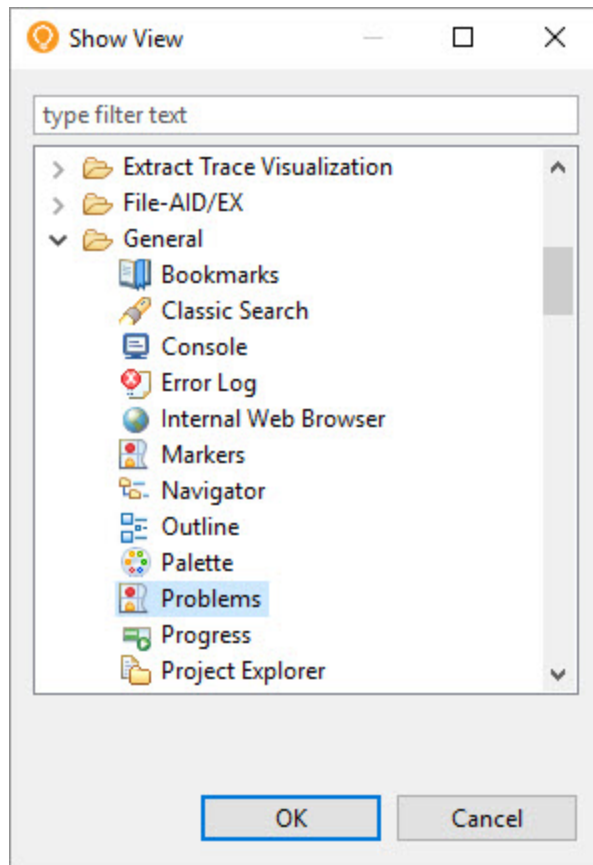 Show View
type filter text
Extract Trace Visualization
File-AID/EX
General
Bookmarks
Classic Search
Console
Error Log
Internal Web Browser
Markers
Navigator
Outline
Palette
Problems
Progress
Project Explorer
OK Cancel